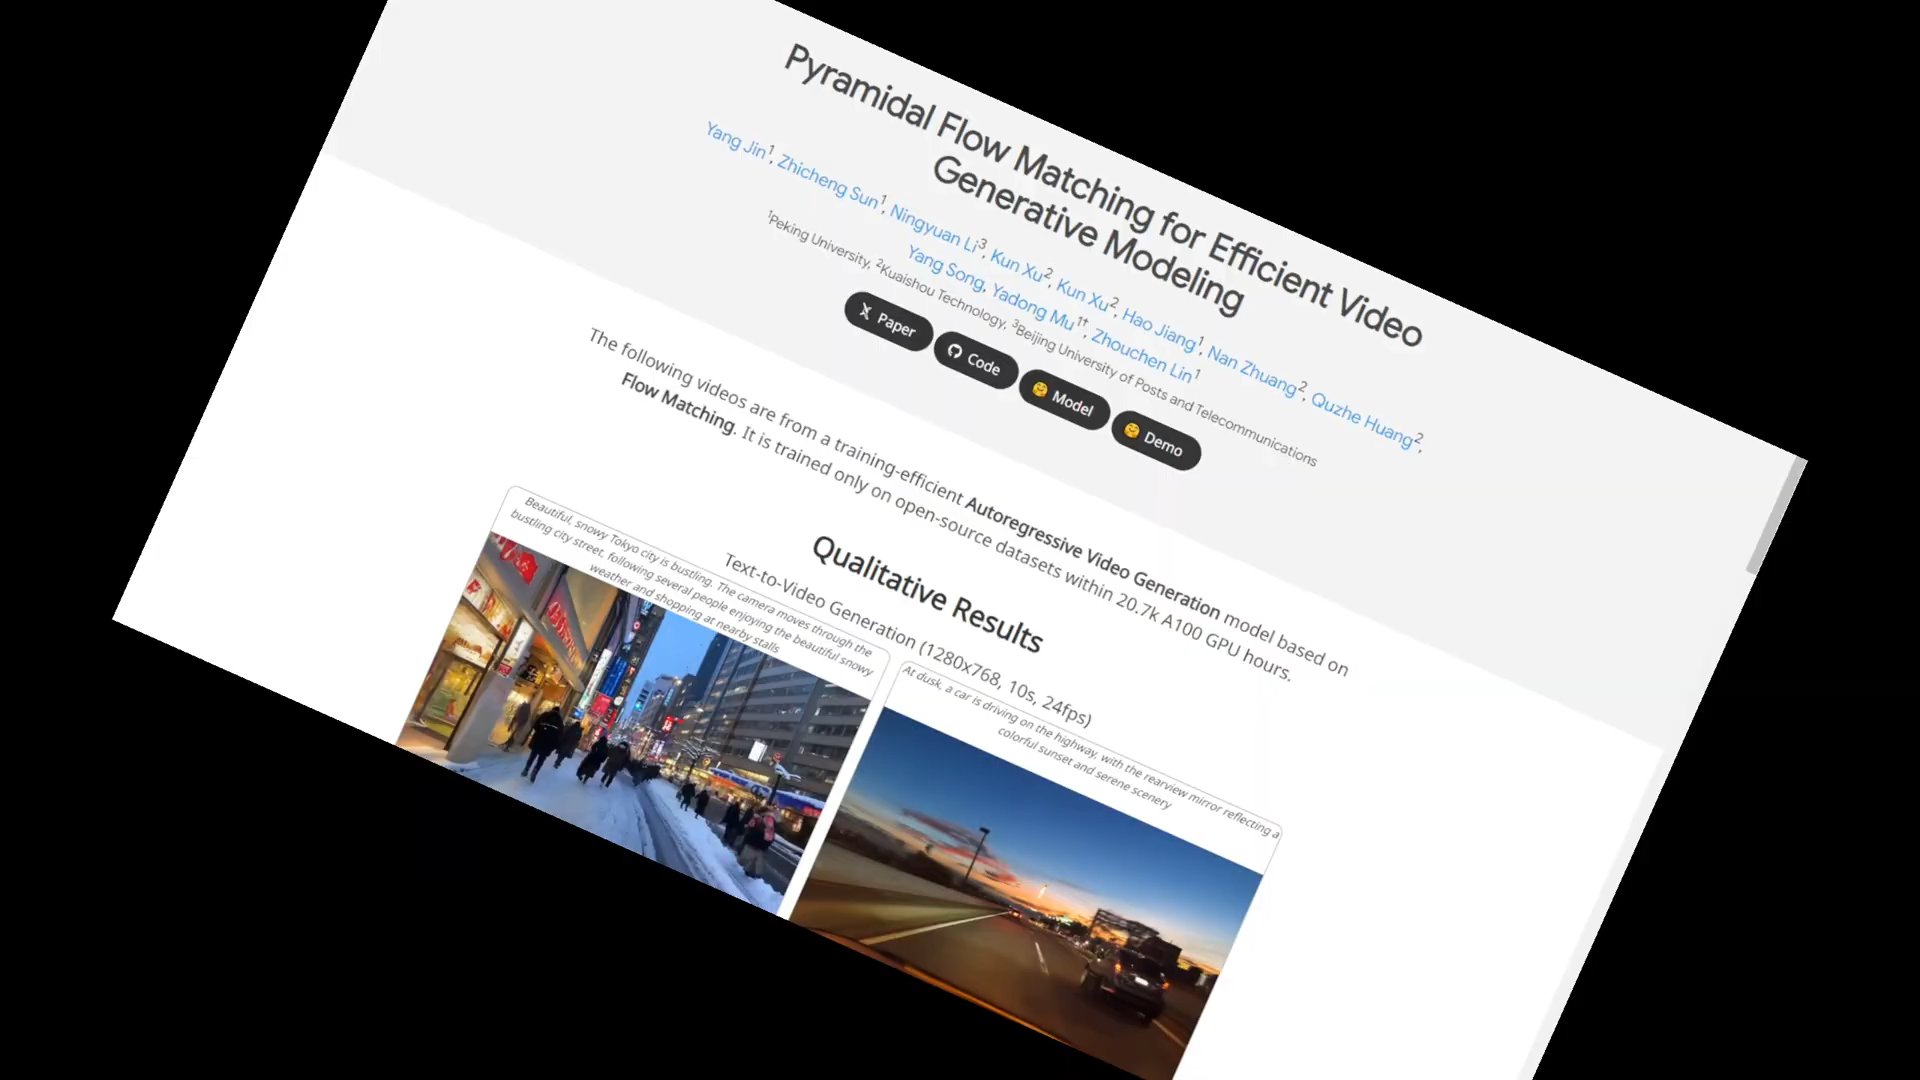 Pyramidal Flow Matching for Efficient Video
Generative Modeling
Yang Jin¹, Zhicheng Sun¹, Ningyuan Li³, Kun Xu², Kun Xu², Hao Jiang¹, Nan Zhuang², Quzhe Huang²,
Yang Song, Yadong Mu¹†, Zhouchen Lin¹
¹Peking University, ²Kuaishou Technology, ³Beijing University of Posts and Telecommunications
Paper
Code
Model
Demo
The following videos are from a training-efficient Autoregressive Video Generation model based on
Flow Matching. It is trained only on open-source datasets within 20.7k A100 GPU hours.
Qualitative Results
Text-to-Video Generation (1280x768, 10s, 24fps)
Beautiful, snowy Tokyo city is bustling. The camera moves through the
bustling city street, following several people enjoying the beautiful snowy
weather and shopping at nearby stalls
At dusk, a car is driving on the highway, with the rearview mirror reflecting a
colorful sunset and serene scenery